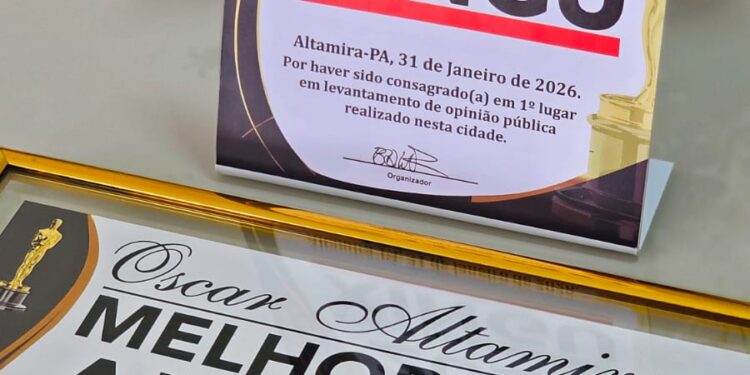 Altamira-PA, 31 de Janeiro de 2026.
Por haver sido consagrado(a) em 1º lugar
em levantamento de opinião pública
realizado nesta cidade.
Organizador
Oscar Altamir
MELHOR